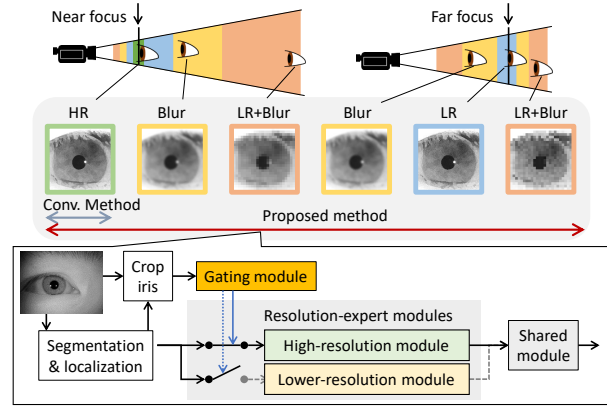 Near focus
Far focus
HR
Blur
LR+Blur
Blur
LR
LR+Blur
Conv. Method
Proposed method
Crop
iris
Gating module
Segmentation
& localization
Resolution-expert modules
High-resolution module
Lower-resolution module
Shared
module